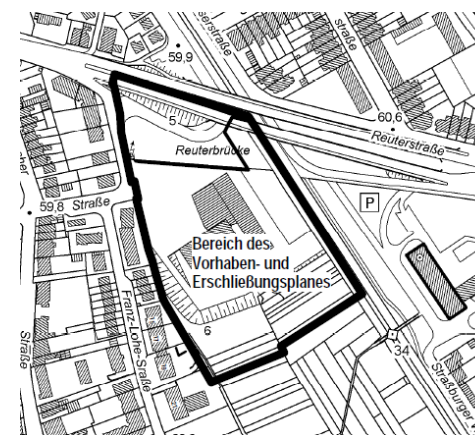 59,9
60,6
Reuterstraße
5
Reuterbrücke
P
59,8 Straße
Bereich des
Vorhaben- und
Erschließungsplanes
Franz-Lohe-Straße
Straße
6
34
Straßburger